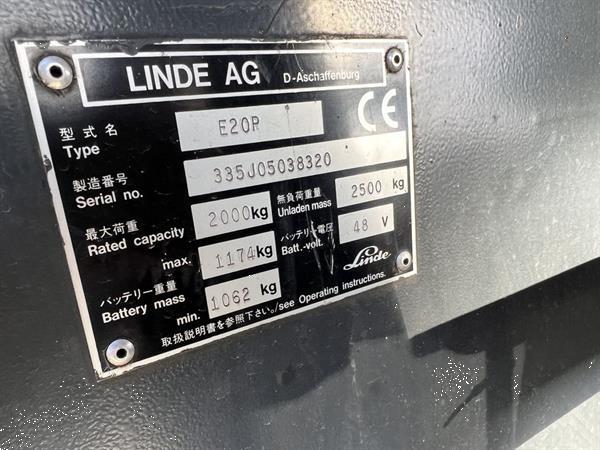 LINDE AG D-Aschaffenburg
CE
型式名 E20P
Type
製造番号 335J05038320
Serial no.
最大荷重 2000kg 無負荷重量 2500 kg
Rated capacity Unladen mass
max. 1174kg バッテリー電圧 48 V
Batt.-volt.
バッテリー重量 1062 kg Linde
Battery mass min.
取扱説明書を参照下さい。/see Operating instructions.